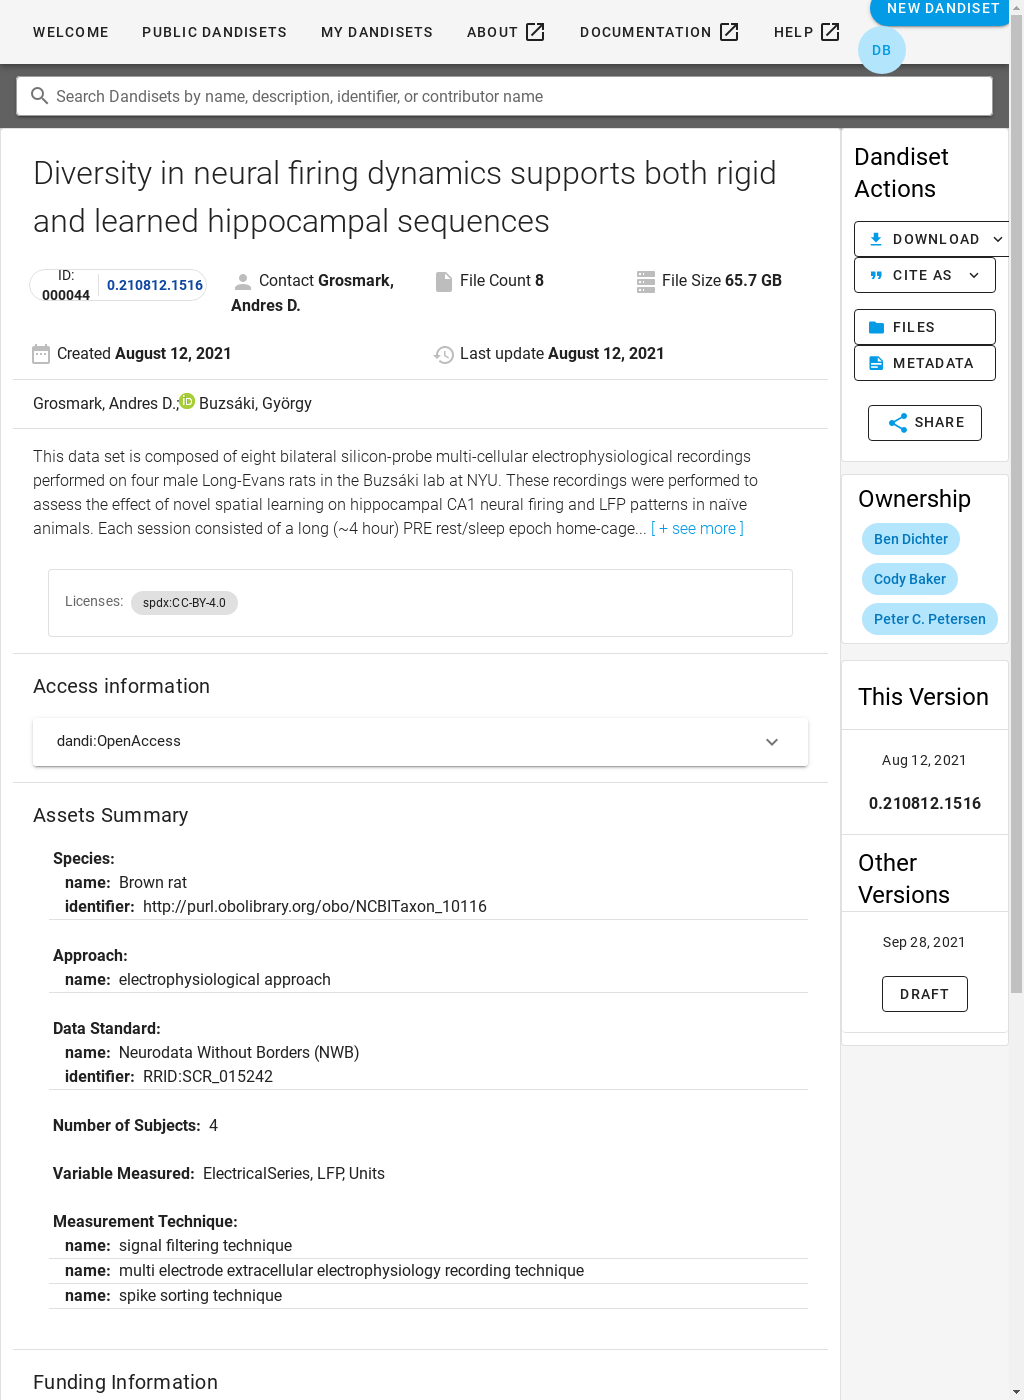 WELCOME
PUBLIC DANDISETS
MY DANDISETS
ABOUT
DOCUMENTATION
HELP
NEW DANDISET
DB
Search Dandisets by name, description, identifier, or contributor name
Diversity in neural firing dynamics supports both rigid
and learned hippocampal sequences
ID:
000044
0.210812.1516
Contact Grosmark,
Andres D.
File Count 8
File Size 65.7 GB
Created August 12, 2021
Last update August 12, 2021
Grosmark, Andres D.; iD Buzsáki, György
This data set is composed of eight bilateral silicon-probe multi-cellular electrophysiological recordings
performed on four male Long-Evans rats in the Buzsáki lab at NYU. These recordings were performed to
assess the effect of novel spatial learning on hippocampal CA1 neural firing and LFP patterns in naïve
animals. Each session consisted of a long (~4 hour) PRE rest/sleep epoch home-cage... [ + see more ]
Licenses: spdx:CC-BY-4.0
Access information
dandi:OpenAccess
Assets Summary
Species:
name: Brown rat
identifier: http://purl.obolibrary.org/obo/NCBITaxon_10116
Approach:
name: electrophysiological approach
Data Standard:
name: Neurodata Without Borders (NWB)
identifier: RRID:SCR_015242
Number of Subjects: 4
Variable Measured: ElectricalSeries, LFP, Units
Measurement Technique:
name: signal filtering technique
name: multi electrode extracellular electrophysiology recording technique
name: spike sorting technique
Funding Information
Dandiset
Actions
DOWNLOAD
CITE AS
FILES
METADATA
SHARE
Ownership
Ben Dichter
Cody Baker
Peter C. Petersen
This Version
Aug 12, 2021
0.210812.1516
Other
Versions
Sep 28, 2021
DRAFT